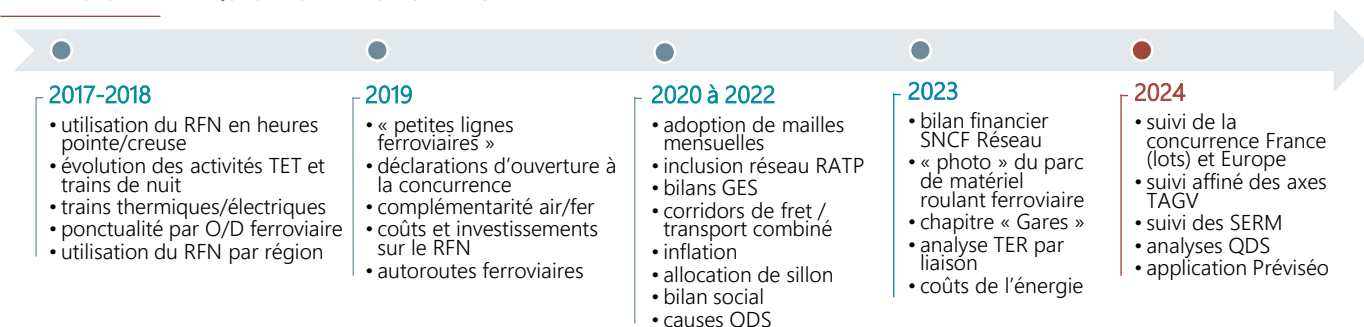 2017-2018
• utilisation du RFN en heures
pointe/creuse
• évolution des activités TET et
trains de nuit
• trains thermiques/électriques
• ponctualité par O/D ferroviaire
• utilisation du RFN par région
2019
• « petites lignes
ferroviaires »
• déclarations d’ouverture à
la concurrence
• complémentarité air/fer
• coûts et investissements
sur le RFN
• autoroutes ferroviaires
2020 à 2022
• adoption de mailles
mensuelles
• inclusion réseau RATP
• bilans GES
• corridors de fret /
transport combiné
• inflation
• allocation de sillon
• bilan social
• causes QDS
2023
• bilan financier
SNCF Réseau
• « photo » du parc
de matériel
roulant ferroviaire
• chapitre « Gares »
• analyse TER par
liaison
• coûts de l’énergie
2024
• suivi de la
concurrence France
(lots) et Europe
• suivi affiné des axes
TAGV
• suivi des SERM
• analyses QDS
• application Préviséo